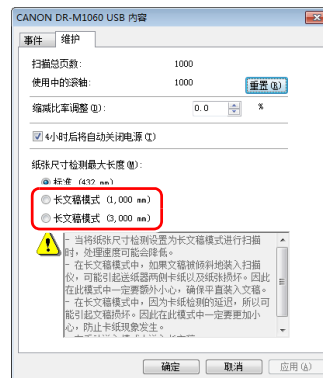 CANON DR-M1060 USB 内容
事件 维护
扫描总页数: 1000
使用中的滚轴: 1000 重置(R)
缩减比率调整(D): 0.0 %
4小时后将自动关闭电源(T)
纸张尺寸检测最大长度(M):
标准 (432 mm)
长文稿模式 (1,000 mm)
长文稿模式 (3,000 mm)
- 当将纸张尺寸检测设置为长文稿模式进行扫描
时，处理速度可能会降低。
- 在长文稿模式中，如果文稿被倾斜地装入扫描
仪，可能引起送纸器两侧卡纸以及纸张损坏。因此
在此模式中一定要额外小心，确保平直装入文稿。
- 在长文稿模式中，因为卡纸检测的延迟，所以可
能引起文稿损坏。因此在此模式中一定要更加小
心，防止卡纸现象发生。
确定 取消 应用(A)